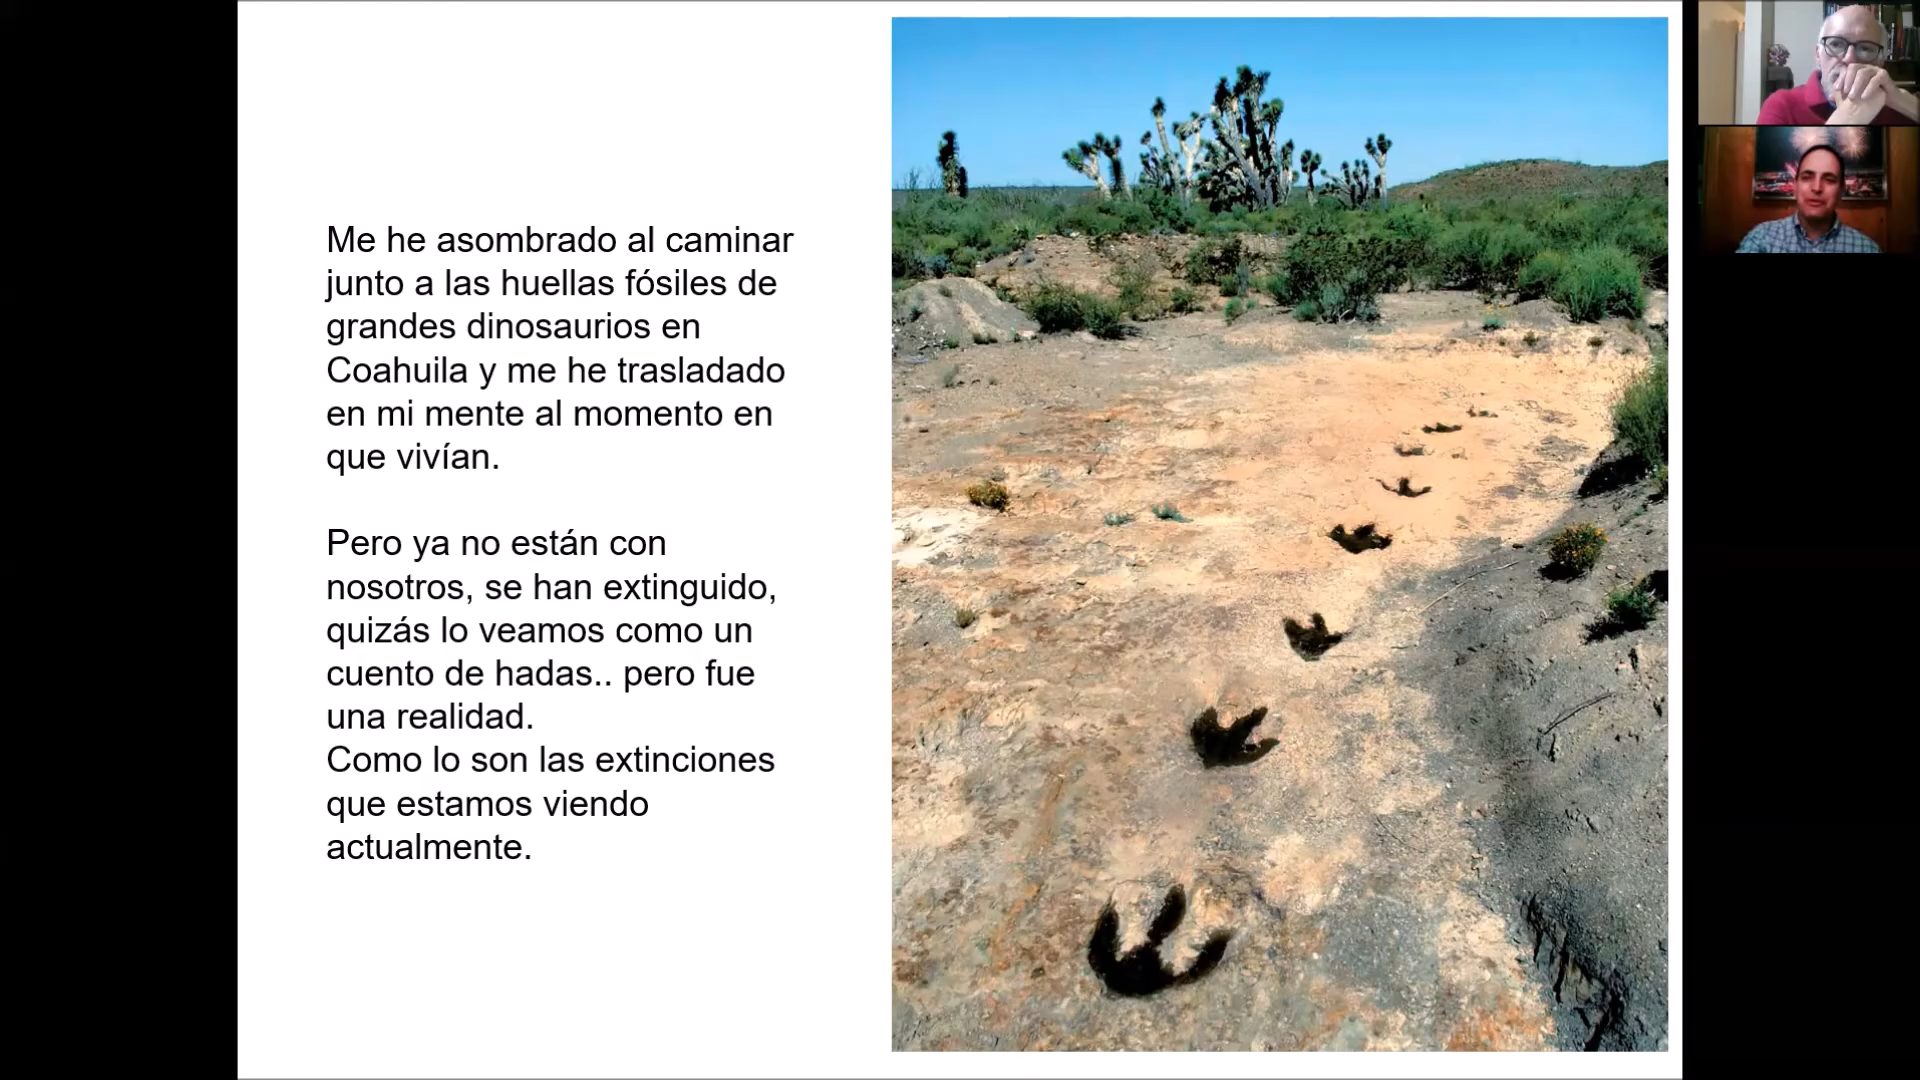 Me he asombrado al caminar
junto a las huellas fósiles de
grandes dinosaurios en
Coahuila y me he trasladado
en mi mente al momento en
que vivían.
Pero ya no están con
nosotros, se han extinguido,
quizás lo veamos como un
cuento de hadas.. pero fue
una realidad.
Como lo son las extinciones
que estamos viendo
actualmente.